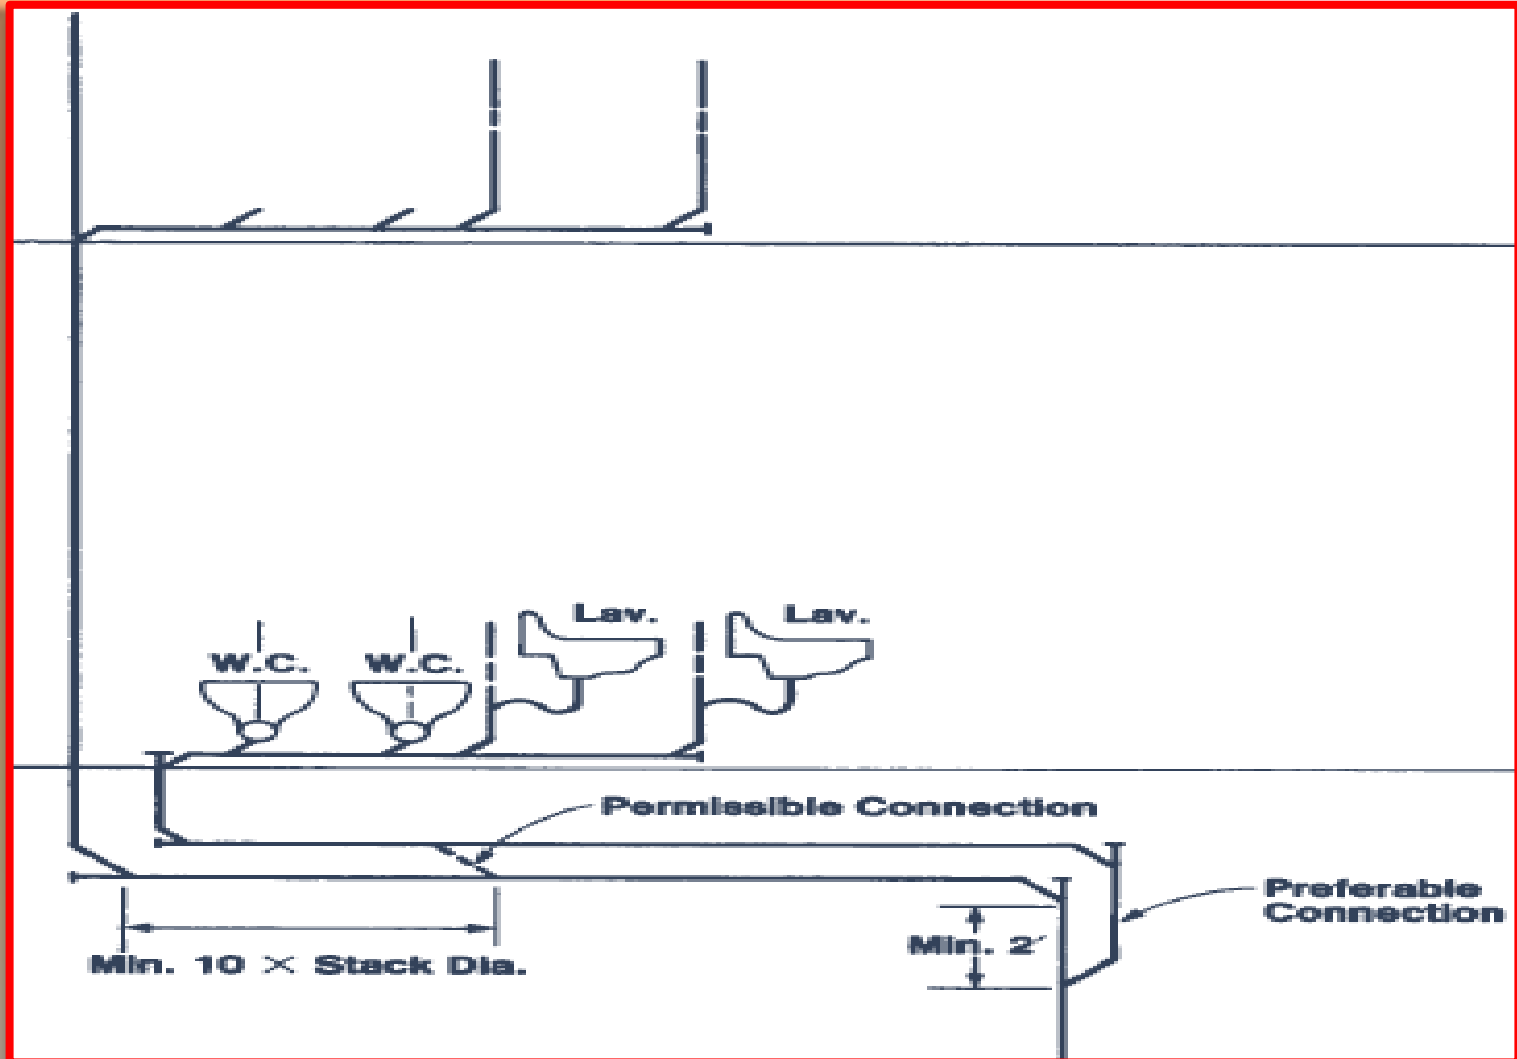 Lav.
Lav.
W.C.
W.C.
Permissible Connection
Preferable
Connection
Min. 2′
Min. 10 × Stack Dia.